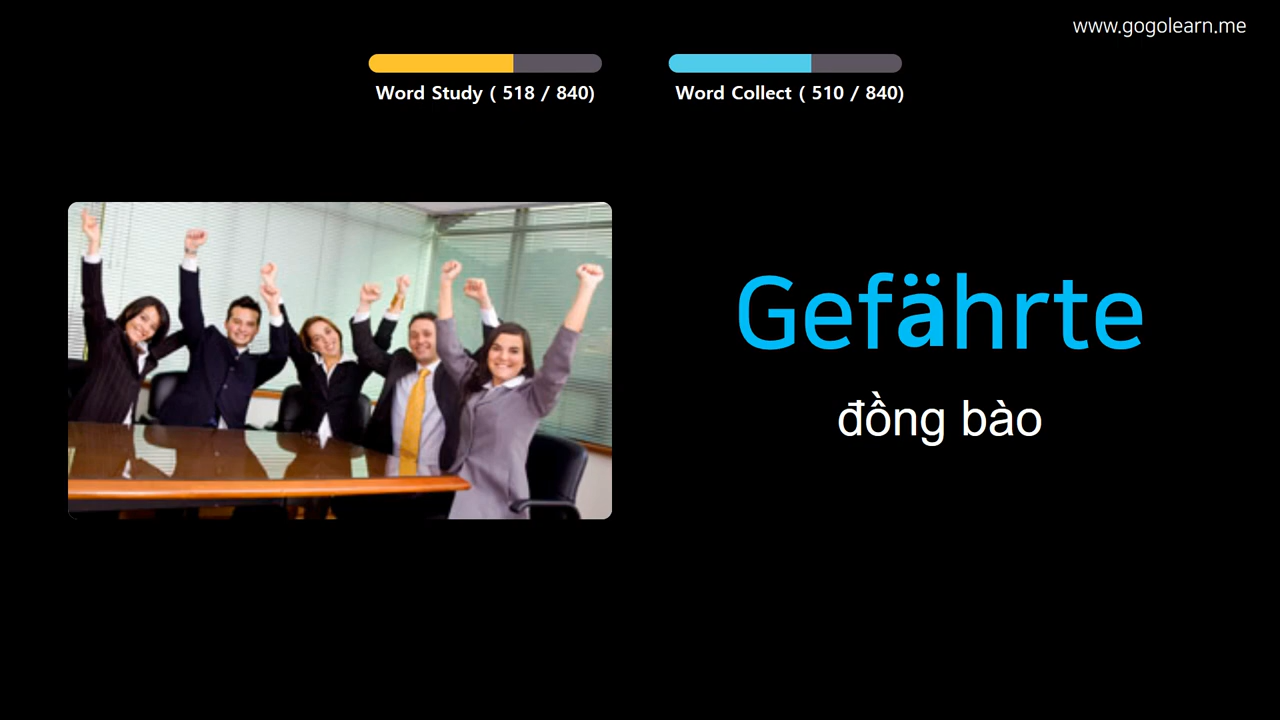 www.gogolearn.me
Word Study ( 518 / 840)
Word Collect ( 510 / 840)
Gefährte
đồng bào